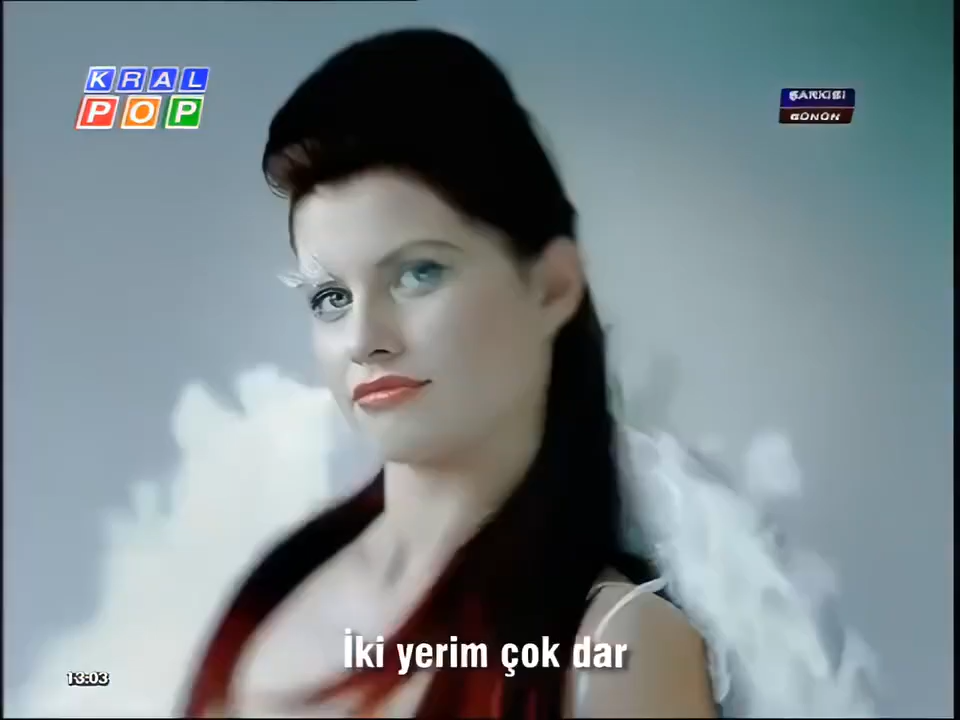 KRAL
POP
ŞARKISI
GÜNÜN
İki yerim çok dar
13:03